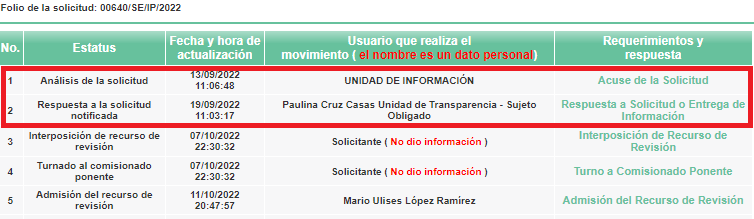 Folio de la solicitud: 00640/SE/IP/2022
No. Estatus Fecha y hora de actualización Usuario que realiza el movimiento ( el nombre es un dato personal) Requerimientos y respuesta
1 Análisis de la solicitud 13/09/2022 11:06:48 UNIDAD DE INFORMACIÓN Acuse de la Solicitud
2 Respuesta a la solicitud notificada 19/09/2022 11:03:17 Paulina Cruz Casas Unidad de Transparencia - Sujeto Obligado Respuesta a Solicitud o Entrega de Información
3 Interposición de recurso de revisión 07/10/2022 22:30:32 Solicitante ( No dio información ) Interposición de Recurso de Revisión
4 Turnado al comisionado ponente 07/10/2022 22:30:32 Solicitante ( No dio información ) Turno a Comisionado Ponente
5 Admisión del recurso de revisión 11/10/2022 20:47:57 Mario Ulises López Ramírez Admisión del Recurso de Revisión